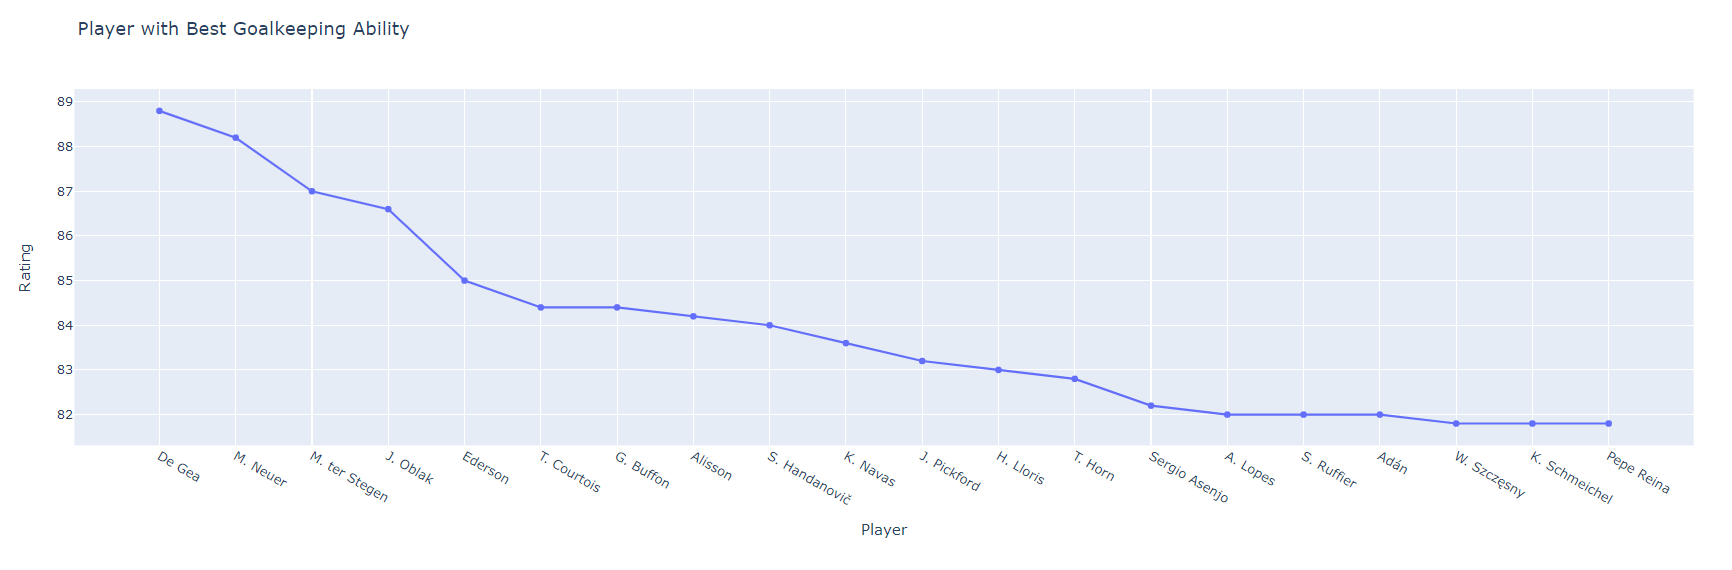 Player with Best Goalkeeping Ability
89
88
87
86
85
84
83
82
Rating
De Gea
M. Neuer
M. ter Stegen
J. Oblak
Ederson
T. Courtois
G. Buffon
Alisson
S. Handanovič
K. Navas
J. Pickford
H. Lloris
T. Horn
Sergio Asenjo
A. Lopes
S. Ruffier
Adán
W. Szczęsny
K. Schmeichel
Pepe Reina
Player